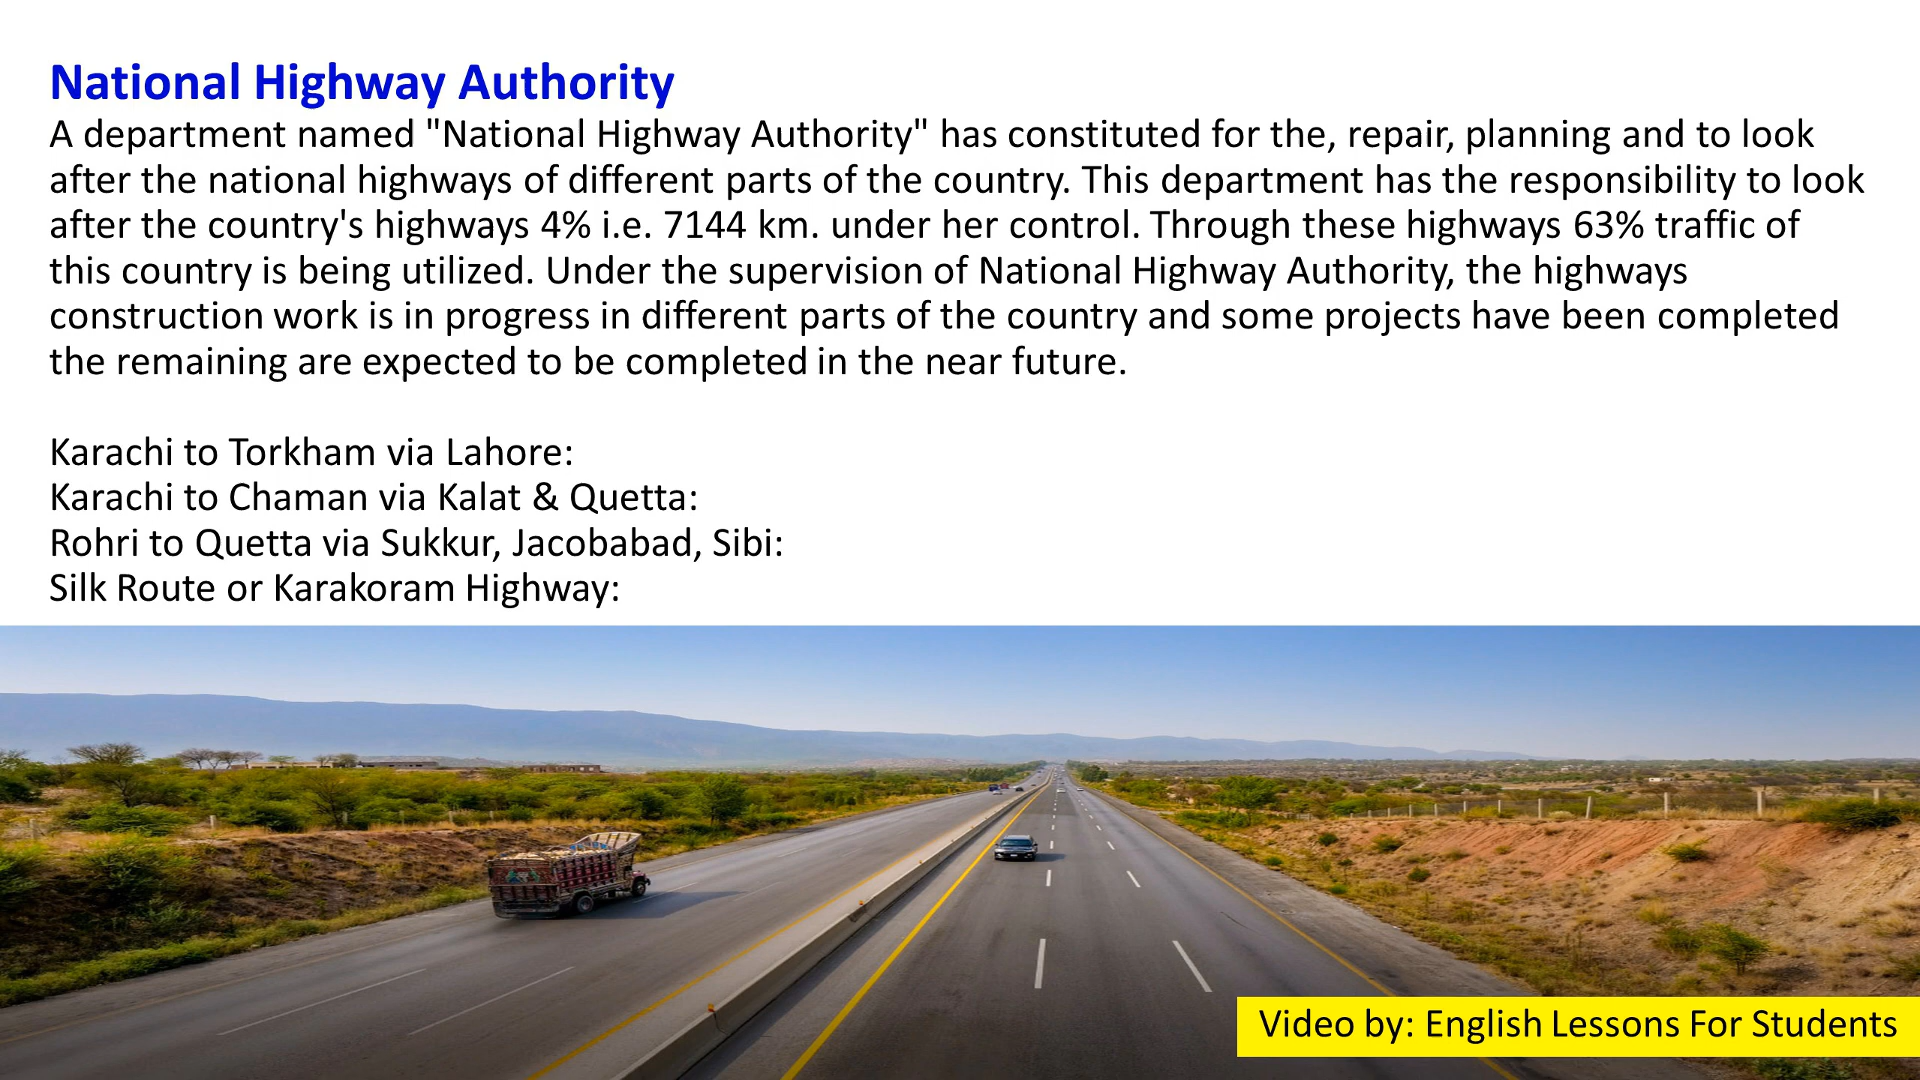 National Highway Authority
A department named "National Highway Authority" has constituted for the, repair, planning and to look
after the national highways of different parts of the country. This department has the responsibility to look
after the country's highways 4% i.e. 7144 km. under her control. Through these highways 63% traffic of
this country is being utilized. Under the supervision of National Highway Authority, the highways
construction work is in progress in different parts of the country and some projects have been completed
the remaining are expected to be completed in the near future.
Karachi to Torkham via Lahore:
Karachi to Chaman via Kalat & Quetta:
Rohri to Quetta via Sukkur, Jacobabad, Sibi:
Silk Route or Karakoram Highway:
Video by: English Lessons For Students